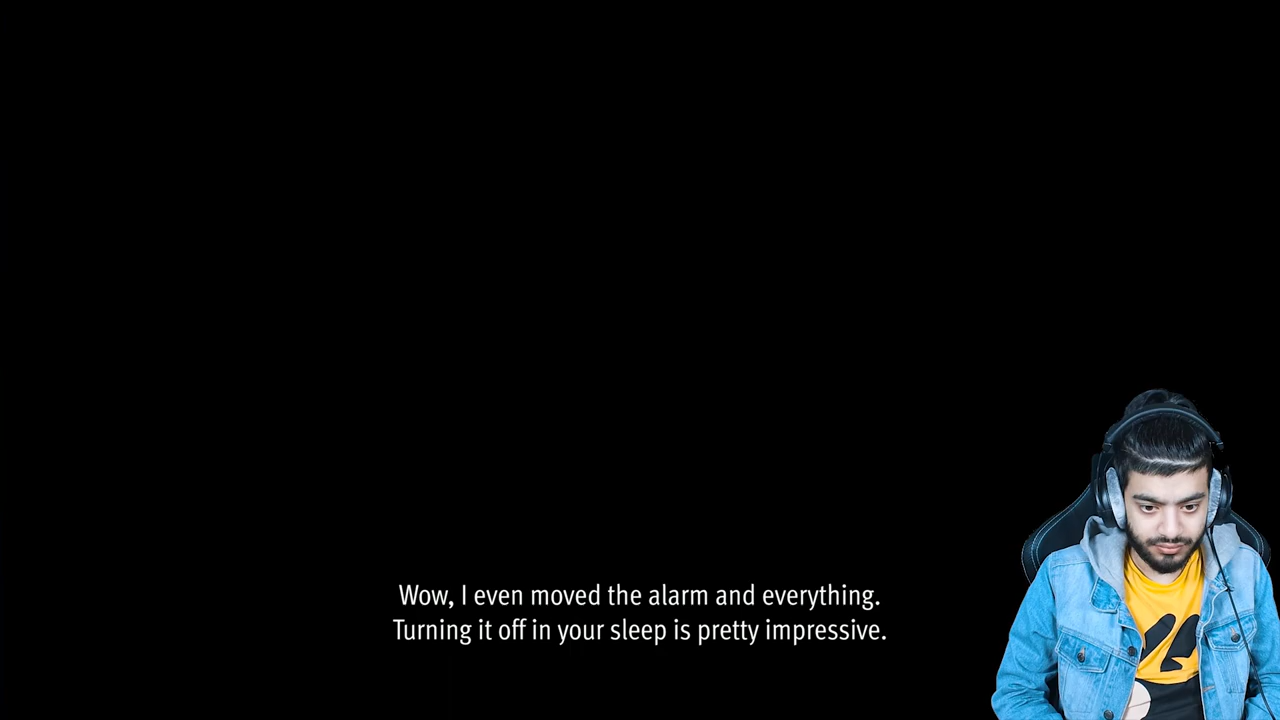 Wow, I even moved the alarm and everything.
Turning it off in your sleep is pretty impressive.